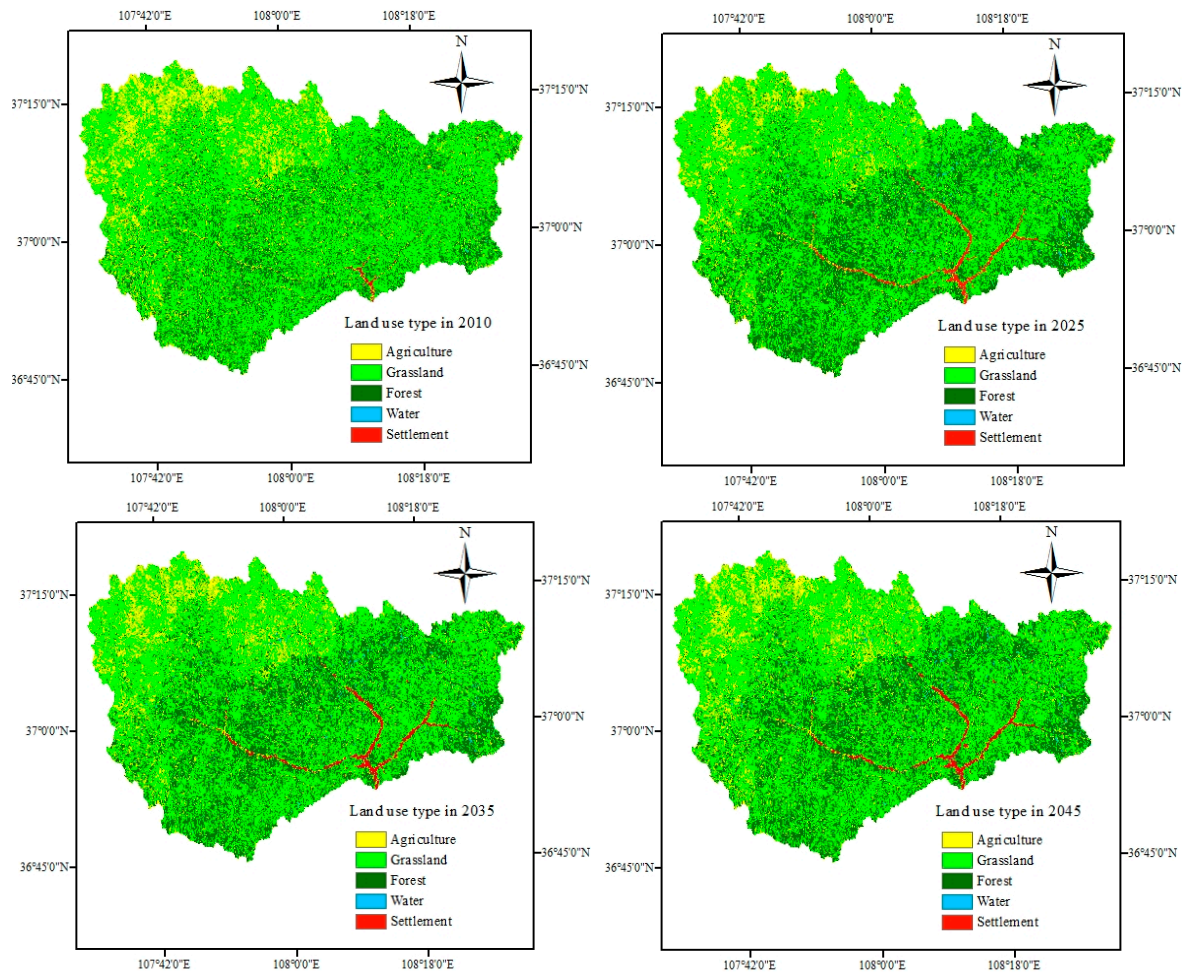 107°42'0"E 108°0'0"E 108°18'0"E
N
37°15'0"N 37°15'0"N
37°0'0"N 37°0'0"N
Land use type in 2010
Agriculture
36°45'0"N Grassland 36°45'0"N
Forest
Water
Settlement
107°42'0"E 108°0'0"E 108°18'0"E
107°42'0"E 108°0'0"E 108°18'0"E
N
37°15'0"N 37°15'0"N
37°0'0"N 37°0'0"N
Land use type in 2025
Agriculture
36°45'0"N Grassland 36°45'0"N
Forest
Water
Settlement
107°42'0"E 108°0'0"E 108°18'0"E
107°42'0"E 108°0'0"E 108°18'0"E
N
37°15'0"N 37°15'0"N
37°0'0"N 37°0'0"N
Land use type in 2035
Agriculture
36°45'0"N Grassland 36°45'0"N
Forest
Water
Settlement
107°42'0"E 108°0'0"E 108°18'0"E
107°42'0"E 108°0'0"E 108°18'0"E
N
37°15'0"N 37°15'0"N
37°0'0"N 37°0'0"N
Land use type in 2045
Agriculture
36°45'0"N Grassland 36°45'0"N
Forest
Water
Settlement
107°42'0"E 108°0'0"E 108°18'0"E